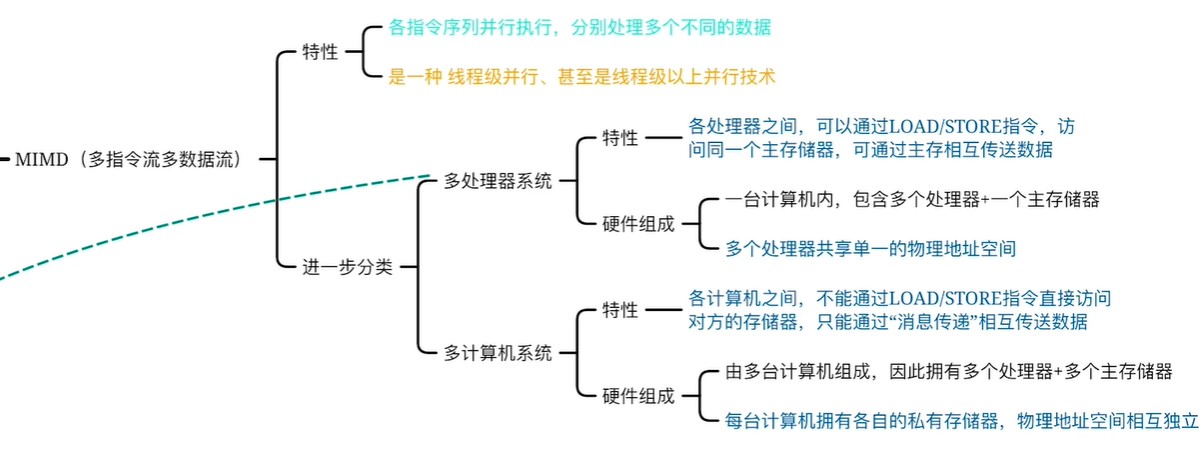 MIMD（多指令流多数据流）
特性
各指令序列并行执行，分别处理多个不同的数据
是一种 线程级并行、甚至是线程级以上并行技术
进一步分类
多处理器系统
特性
各处理器之间，可以通过LOAD/STORE指令，访
问同一个主存储器，可通过主存相互传送数据
硬件组成
一台计算机内，包含多个处理器+一个主存储器
多个处理器共享单一的物理地址空间
多计算机系统
特性
各计算机之间，不能通过LOAD/STORE指令直接访问
对方的存储器，只能通过“消息传递”相互传送数据
硬件组成
由多台计算机组成，因此拥有多个处理器+多个主存储器
每台计算机拥有各自的私有存储器，物理地址空间相互独立